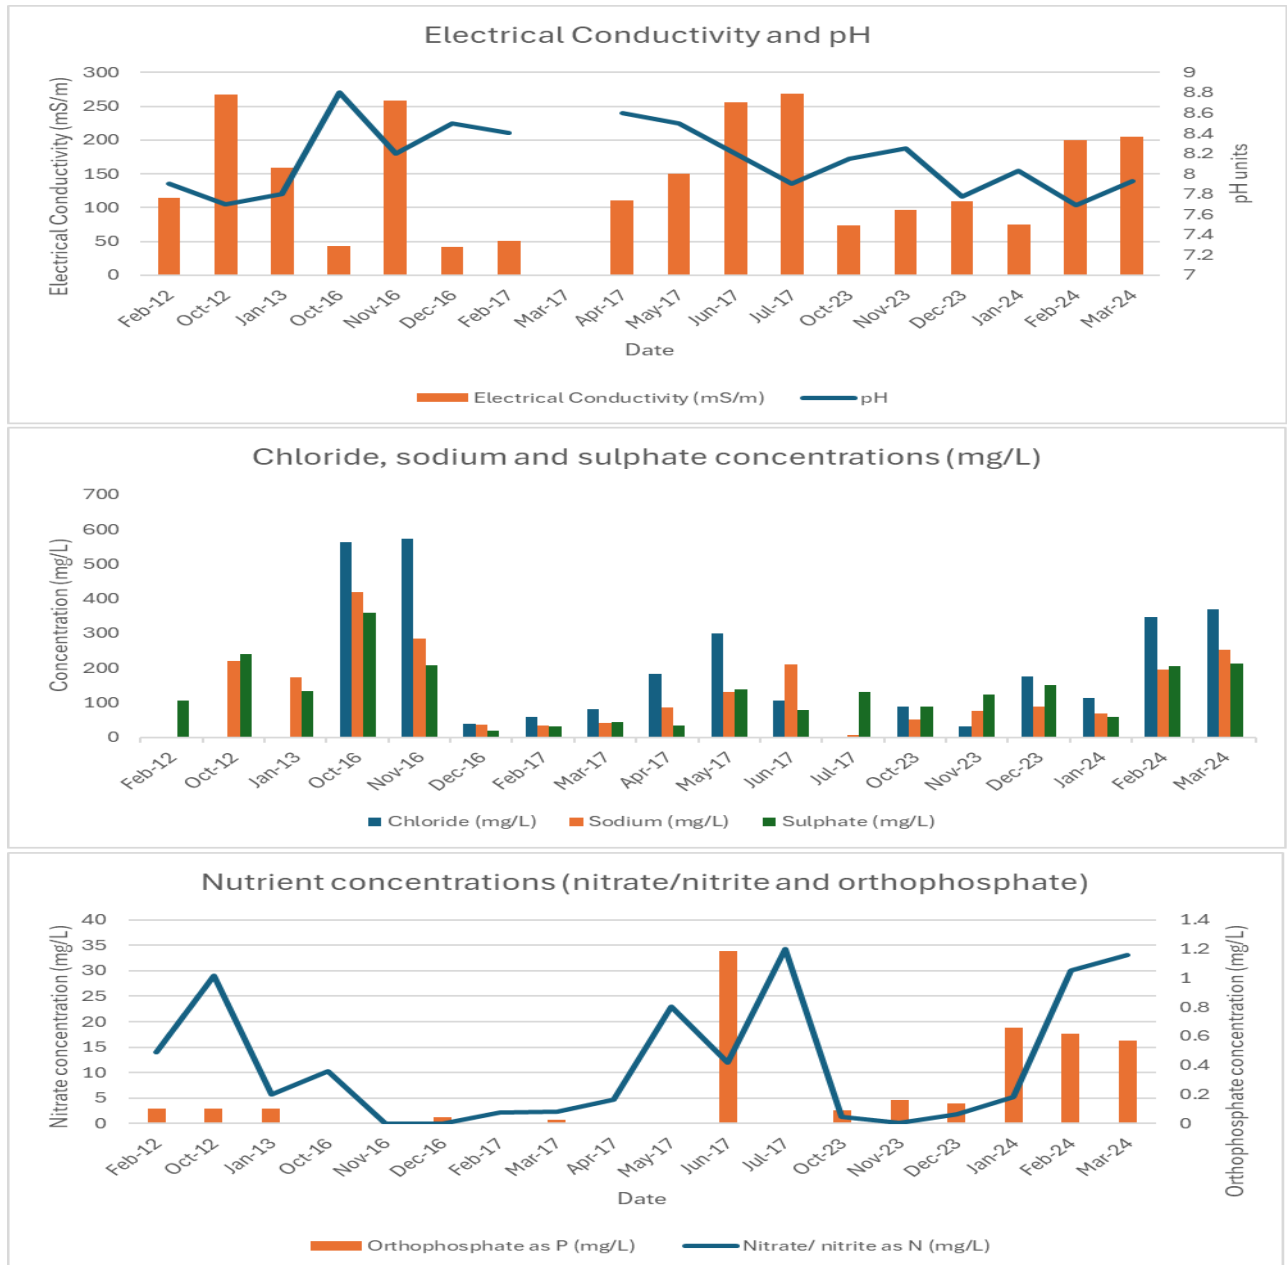 Electrical Conductivity and pH
Electrical Conductivity (mS/m)
300
250
200
150
100
50
0
9
8.8
8.6
8.4
8.2
8
7.8
7.6
7.4
7.2
7
pH units
Feb-12
Oct-12
Jan-13
Oct-16
Nov-16
Dec-16
Feb-17
Mar-17
Apr-17
May-17
Jun-17
Jul-17
Oct-23
Nov-23
Dec-23
Jan-24
Feb-24
Mar-24
Date
Electrical Conductivity (mS/m) pH
Chloride, sodium and sulphate concentrations (mg/L)
Concentration (mg/L)
700
600
500
400
300
200
100
0
Feb-12
Oct-12
Jan-13
Oct-16
Nov-16
Dec-16
Feb-17
Mar-17
Apr-17
May-17
Jun-17
Jul-17
Oct-23
Nov-23
Dec-23
Jan-24
Feb-24
Mar-24
Chloride (mg/L) Sodium (mg/L) Sulphate (mg/L)
Nutrient concentrations (nitrate/nitrite and orthophosphate)
Nitrate concentration (mg/L)
40
35
30
25
20
15
10
5
0
1.4
1.2
1
0.8
0.6
0.4
0.2
0
Orthophosphate concentration (mg/L)
Feb-12
Oct-12
Jan-13
Oct-16
Nov-16
Dec-16
Feb-17
Mar-17
Apr-17
May-17
Jun-17
Jul-17
Oct-23
Nov-23
Dec-23
Jan-24
Feb-24
Mar-24
Date
Orthophosphate as P (mg/L) Nitrate/ nitrite as N (mg/L)